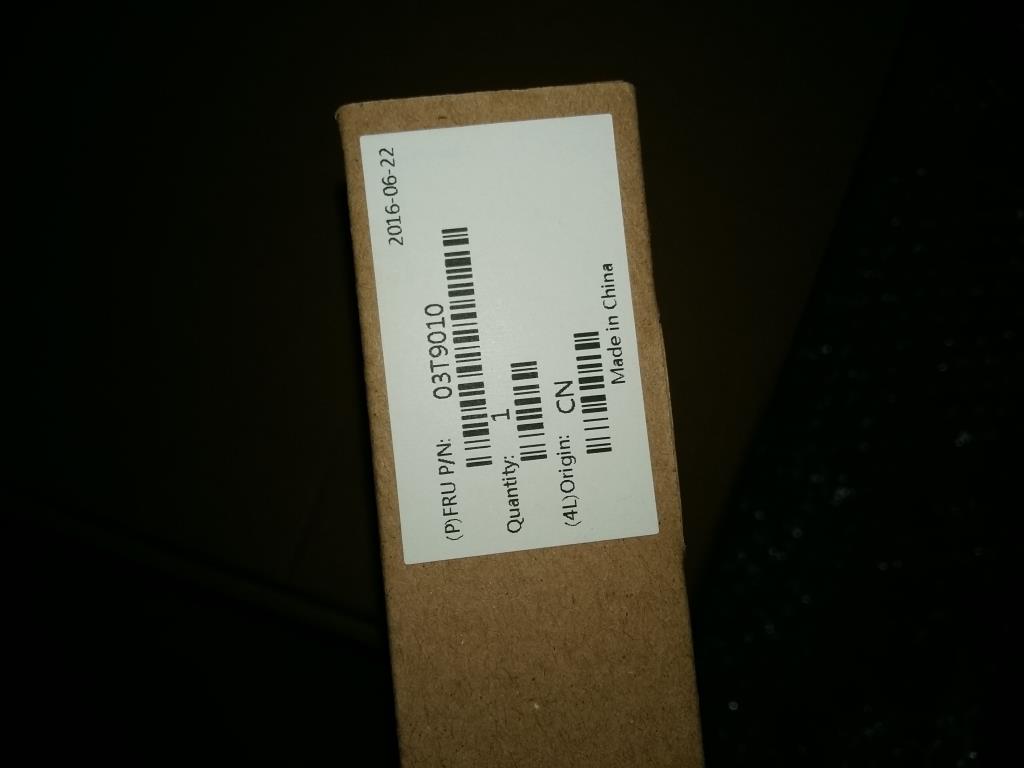 2016-06-22
(P)FRU P/N: 03T9010
Quantity: 1
(4L)Origin: CN
Made in China